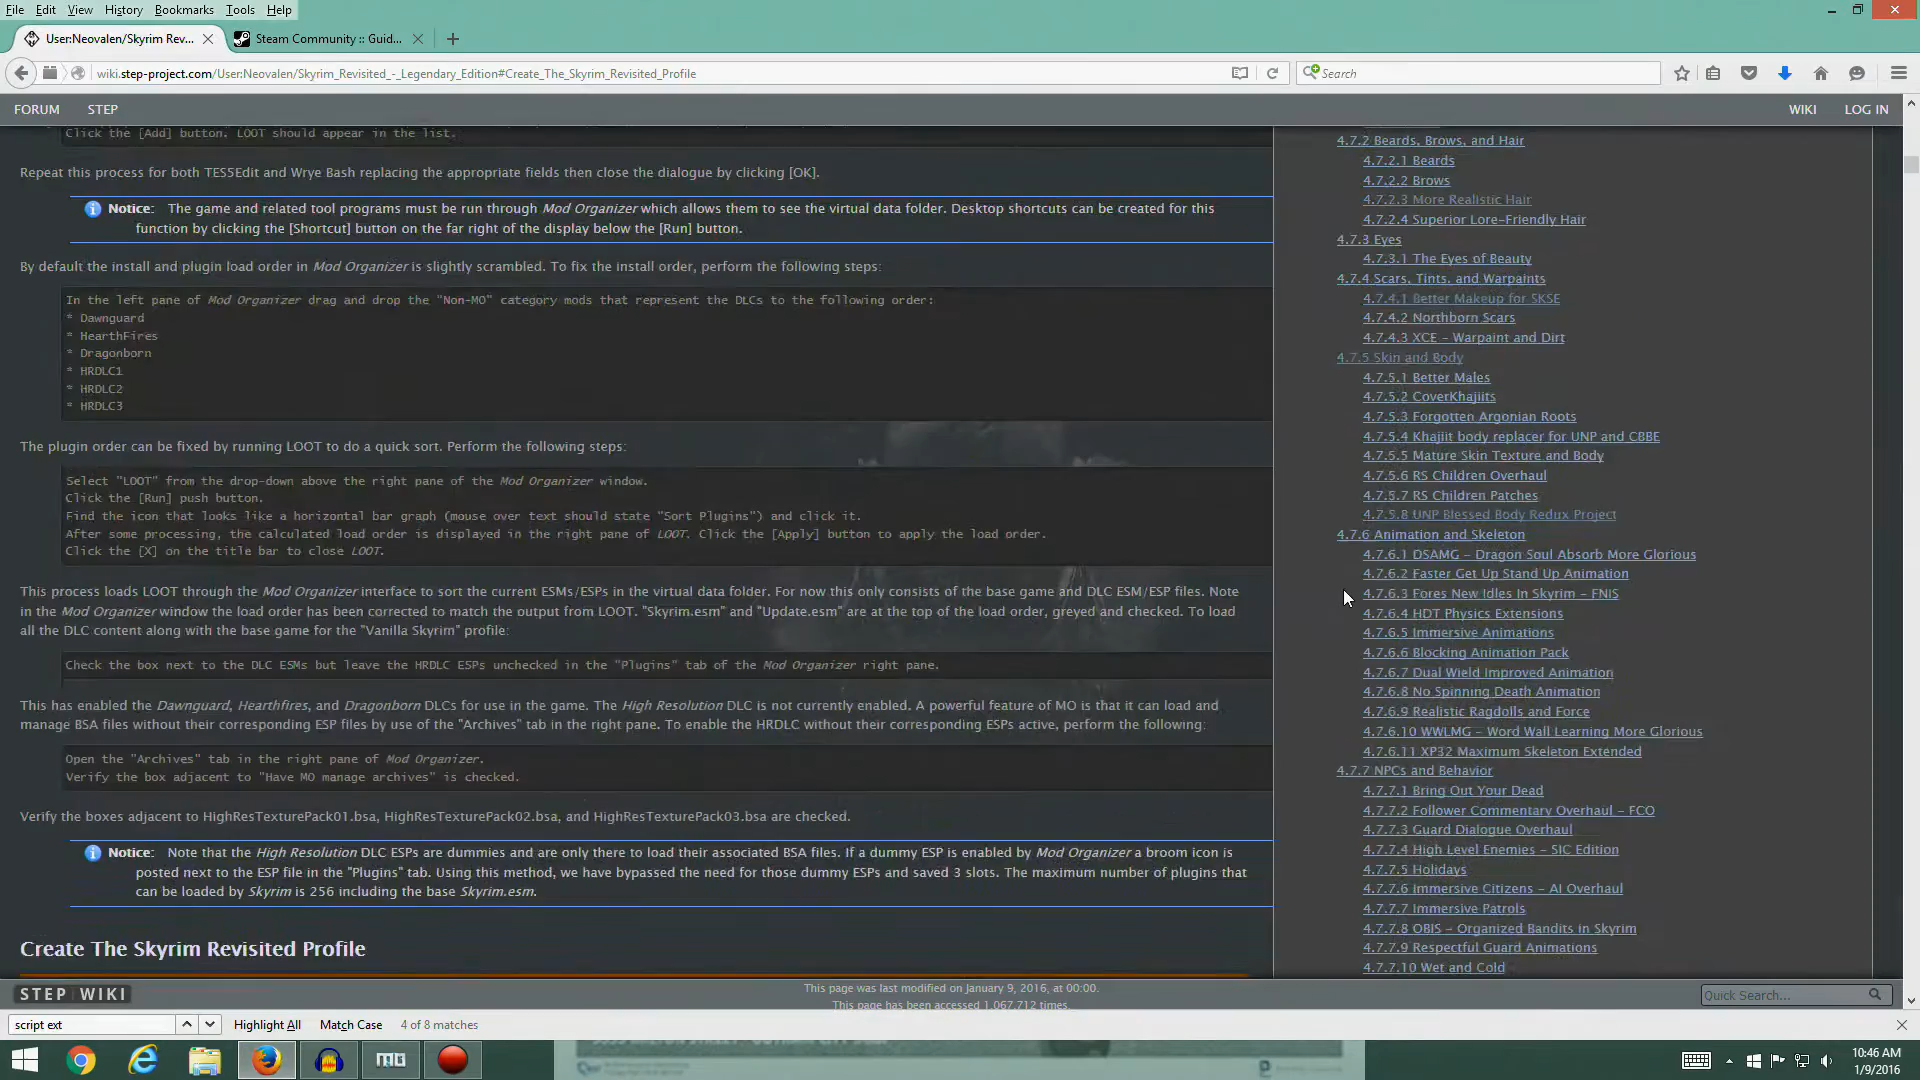 File Edit View History Bookmarks Tools Help
User:Neovalen/Skyrim Rev... Steam Community :: Guid...
wiki.step-project.com/User:Neovalen/Skyrim_Revisited_-_Legendary_Edition#Create_The_Skyrim_Revisited_Profile
Search
FORUM STEP WIKI LOG IN
Click the [Add] button. LOOT should appear in the list.
Repeat this process for both TES5Edit and Wrye Bash replacing the appropriate fields then close the dialogue by clicking [OK].
Notice: The game and related tool programs must be run through Mod Organizer which allows them to see the virtual data folder. Desktop shortcuts can be created for this
function by clicking the [Shortcut] button on the far right of the display below the [Run] button.
By default the install and plugin load order in Mod Organizer is slightly scrambled. To fix the install order, perform the following steps:
In the left pane of Mod Organizer drag and drop the "Non-MO" category mods that represent the DLCs to the following order:
* Dawnguard
* HearthFires
* Dragonborn
* HRDLC1
* HRDLC2
* HRDLC3
The plugin order can be fixed by running LOOT to do a quick sort. Perform the following steps:
Select "LOOT" from the drop-down above the right pane of the Mod Organizer window.
Click the [Run] push button.
Find the icon that looks like a horizontal bar graph (mouse over text should state "Sort Plugins") and click it.
After some processing, the calculated load order is displayed in the right pane of LOOT. Click the [Apply] button to apply the load order.
Click the [X] on the title bar to close LOOT.
This process loads LOOT through the Mod Organizer interface to sort the current ESMs/ESPs in the virtual data folder. For now this only consists of the base game and DLC ESM/ESP files. Note
in the Mod Organizer window the load order has been corrected to match the output from LOOT. "Skyrim.esm" and "Update.esm" are at the top of the load order, greyed and checked. To load
all the DLC content along with the base game for the "Vanilla Skyrim" profile:
Check the box next to the DLC ESMs but leave the HRDLC ESPs unchecked in the "Plugins" tab of the Mod Organizer right pane.
This has enabled the Dawnguard, Hearthfires, and Dragonborn DLCs for use in the game. The High Resolution DLC is not currently enabled. A powerful feature of MO is that it can load and
manage BSA files without their corresponding ESP files by use of the "Archives" tab in the right pane. To enable the HRDLC without their corresponding ESPs active, perform the following:
Open the "Archives" tab in the right pane of Mod Organizer.
Verify the box adjacent to "Have MO manage archives" is checked.
Verify the boxes adjacent to HighResTexturePack01.bsa, HighResTexturePack02.bsa, and HighResTexturePack03.bsa are checked.
Notice: Note that the High Resolution DLC ESPs are dummies and are only there to load their associated BSA files. If a dummy ESP is enabled by Mod Organizer a broom icon is
posted next to the ESP file in the "Plugins" tab. Using this method, we have bypassed the need for those dummy ESPs and saved 3 slots. The maximum number of plugins that
can be loaded by Skyrim is 256 including the base Skyrim.esm.
Create The Skyrim Revisited Profile
4.7.2 Beards, Brows, and Hair
4.7.2.1 Beards
4.7.2.2 Brows
4.7.2.3 More Realistic Hair
4.7.2.4 Superior Lore-Friendly Hair
4.7.3 Eyes
4.7.3.1 The Eyes of Beauty
4.7.4 Scars, Tints, and Warpaints
4.7.4.1 Better Makeup for SKSE
4.7.4.2 Northborn Scars
4.7.4.3 XCE - Warpaint and Dirt
4.7.5 Skin and Body
4.7.5.1 Better Males
4.7.5.2 CoverKhajiits
4.7.5.3 Forgotten Argonian Roots
4.7.5.4 Khajiit body replacer for UNP and CBBE
4.7.5.5 Mature Skin Texture and Body
4.7.5.6 RS Children Overhaul
4.7.5.7 RS Children Patches
4.7.5.8 UNP Blessed Body Redux Project
4.7.6 Animation and Skeleton
4.7.6.1 DSAMG - Dragon Soul Absorb More Glorious
4.7.6.2 Faster Get Up Stand Up Animation
4.7.6.3 Fores New Idles In Skyrim - FNIS
4.7.6.4 HDT Physics Extensions
4.7.6.5 Immersive Animations
4.7.6.6 Blocking Animation Pack
4.7.6.7 Dual Wield Improved Animation
4.7.6.8 No Spinning Death Animation
4.7.6.9 Realistic Ragdolls and Force
4.7.6.10 WWLMG - Word Wall Learning More Glorious
4.7.6.11 XP32 Maximum Skeleton Extended
4.7.7 NPCs and Behavior
4.7.7.1 Bring Out Your Dead
4.7.7.2 Follower Commentary Overhaul - FCO
4.7.7.3 Guard Dialogue Overhaul
4.7.7.4 High Level Enemies - SIC Edition
4.7.7.5 Holidays
4.7.7.6 Immersive Citizens - AI Overhaul
4.7.7.7 Immersive Patrols
4.7.7.8 OBIS - Organized Bandits in Skyrim
4.7.7.9 Respectful Guard Animations
4.7.7.10 Wet and Cold
STEP WIKI
This page was last modified on January 9, 2016, at 00:00.
This page has been accessed 1,067,712 times.
Quick Search...
script ext Highlight All Match Case 4 of 8 matches
10:46 AM
1/9/2016